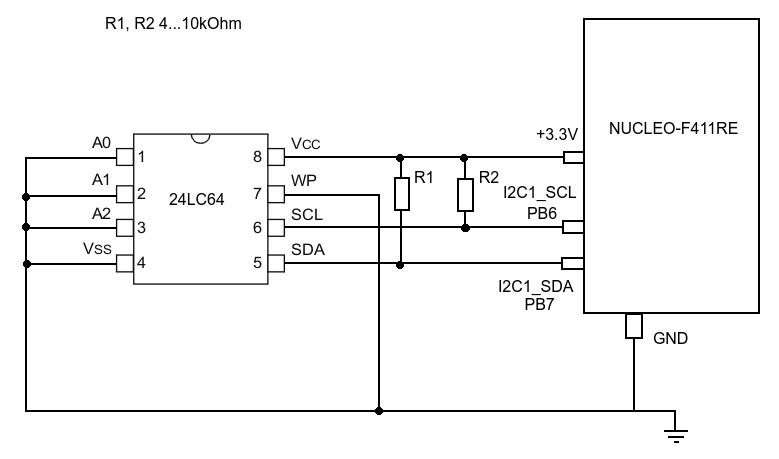 R1, R2 4...10kOhm
NUCLEO-F411RE
+3.3V
A0
1
8
VCC
A1
2
7
WP
24LC64
R1
R2
I2C1_SCL
PB6
A2
3
6
SCL
VSS
4
5
SDA
I2C1_SDA
PB7
GND